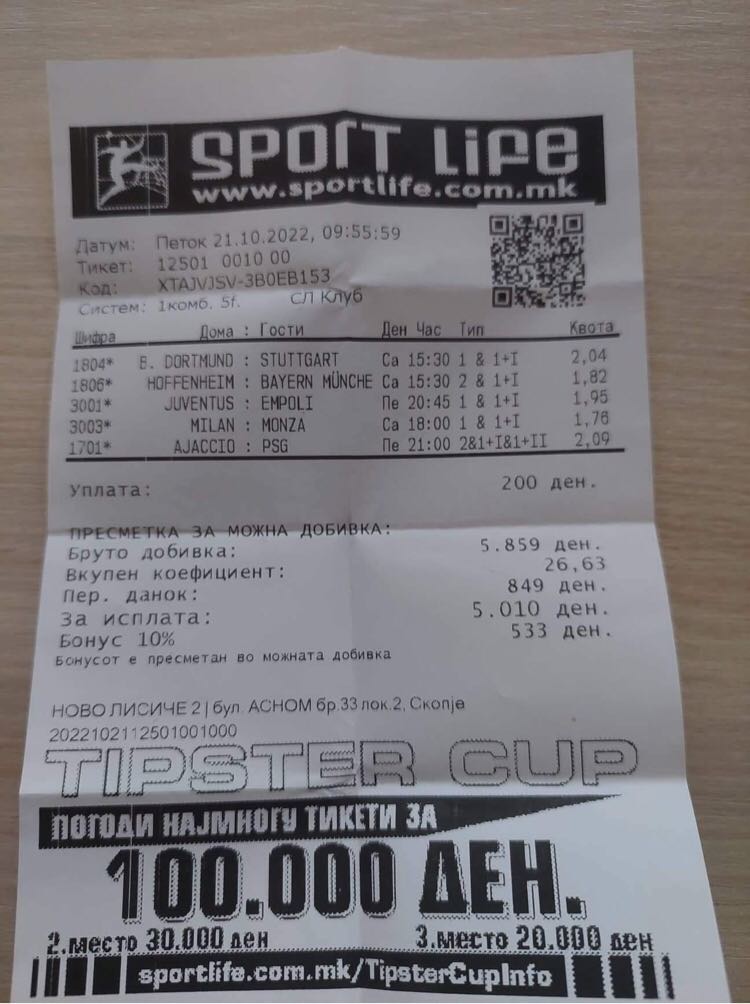 SPORT LIFE
www.sportlife.com.mk
Датум: Петок 21.10.2022, 09:55:59
Тикет: 12501 0010 00
Код: XTAJVJSV-3B0EB153
Систем: 1комб. 5f. СЛ Клуб
Шифра Дома : Гости Ден Час Тип Квота
1804* B. DORTMUND : STUTTGART Са 15:30 1 & 1+I 2,04
1806* HOFFENHEIM : BAYERN MÜNCHE Са 15:30 2 & 1+I 1,82
3001* JUVENTUS : EMPOLI Пе 20:45 1 & 1+I 1,95
3003* MILAN : MONZA Са 18:00 1 & 1+I 1,76
1701* AJACCIO : PSG Пе 21:00 2&1+I&1+II 2,09
Уплата: 200 ден.
ПРЕСМЕТКА ЗА МОЖНА ДОБИВКА:
Бруто добивка: 5.859 ден.
Вкупен коефициент: 26,63
Пер. данок: 849 ден.
За исплата: 5.010 ден.
Бонус 10% 533 ден.
Бонусот е пресметан во можната добивка
НОВО ЛИСИЧЕ 2 | бул. АСНОМ бр.33 лок.2, Скопје
2022102112501001000
TIPSTER CUP
ПОГОДИ НАЈМНОГУ ТИКЕТИ ЗА
100.000 ДЕН.
2.место 30.000 ден 3.место 20.000 ден
sportlife.com.mk/TipsterCupInfo